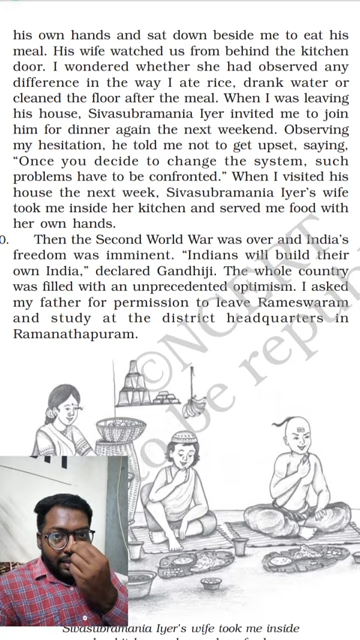 his own hands and sat down beside me to eat his
meal. His wife watched us from behind the kitchen
door. I wondered whether she had observed any
difference in the way I ate rice, drank water or
cleaned the floor after the meal. When I was leaving
his house, Sivasubramania Iyer invited me to join
him for dinner again the next weekend. Observing
my hesitation, he told me not to get upset, saying,
“Once you decide to change the system, such
problems have to be confronted.” When I visited his
house the next week, Sivasubramania Iyer’s wife
took me inside her kitchen and served me food with
her own hands.
0. Then the Second World War was over and India’s
freedom was imminent. “Indians will build their
own India,” declared Gandhiji. The whole country
was filled with an unprecedented optimism. I asked
my father for permission to leave Rameswaram
and study at the district headquarters in
Ramanathapuram.
©NCERT
to be republi
Sivasubramania Iyer’s wife took me inside